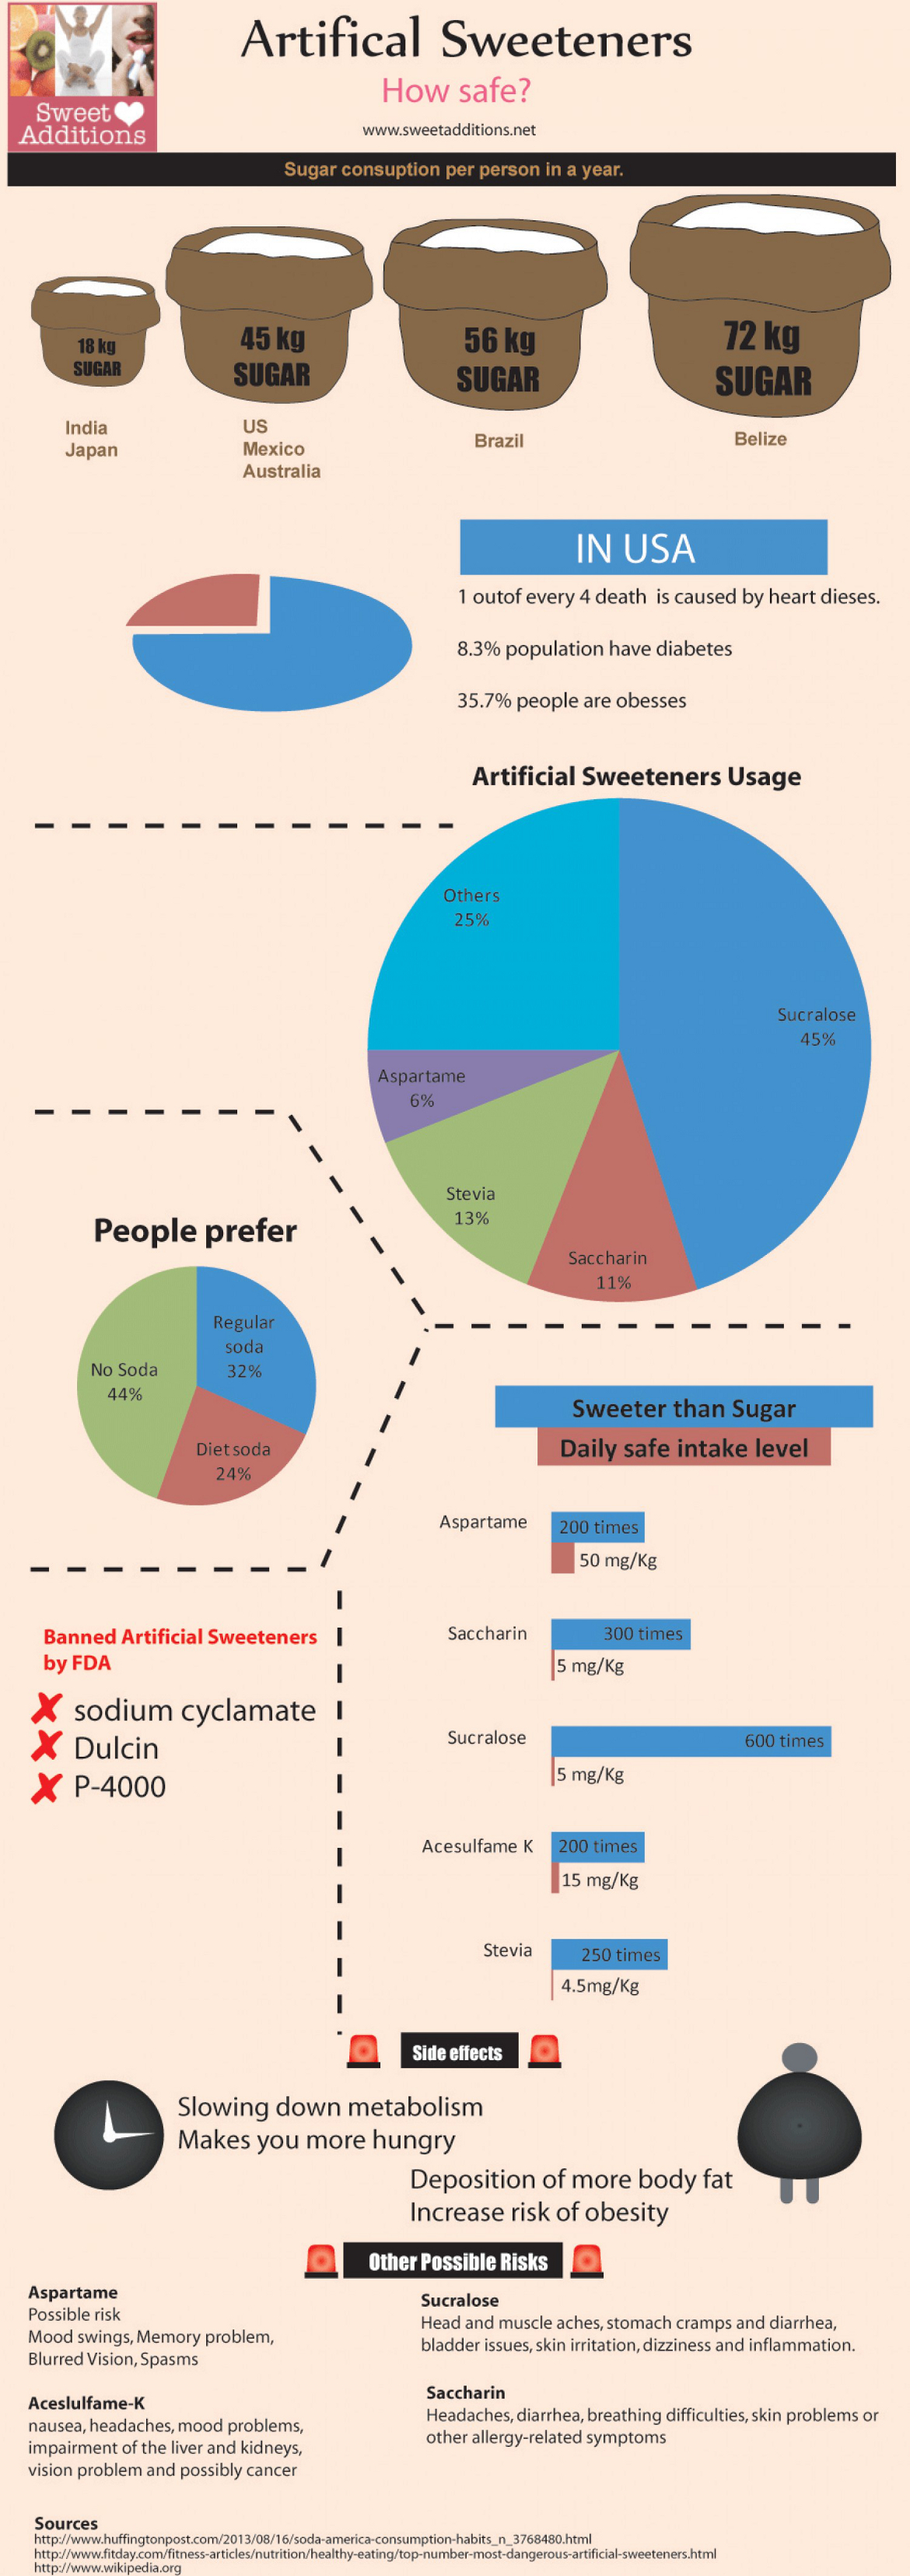 Sweet
Additions
Artifical Sweeteners
How safe?
www.sweetadditions.net
Sugar consuption per person in a year.
18 kg
SUGAR
45 kg
SUGAR
56 kg
SUGAR
72 kg
SUGAR
India
Japan
US
Mexico
Australia
Brazil
Belize
IN USA
1 outof every 4 death is caused by heart dieses.
8.3% population have diabetes
35.7% people are obesses
Artificial Sweeteners Usage
Others
25%
Sucralose
45%
Aspartame
6%
Stevia
13%
Saccharin
11%
People prefer
Regular
soda
32%
No Soda
44%
Diet soda
24%
Sweeter than Sugar
Daily safe intake level
Aspartame
200 times
50 mg/Kg
Saccharin
300 times
5 mg/Kg
Sucralose
600 times
5 mg/Kg
Acesulfame K
200 times
15 mg/Kg
Stevia
250 times
4.5mg/Kg
Banned Artificial Sweeteners
by FDA
sodium cyclamate
Dulcin
P-4000
Side effects
Slowing down metabolism
Makes you more hungry
Deposition of more body fat
Increase risk of obesity
Other Possible Risks
Aspartame
Possible risk
Mood swings, Memory problem,
Blurred Vision, Spasms
Aceslulfame-K
nausea, headaches, mood problems,
impairment of the liver and kidneys,
vision problem and possibly cancer
Sucralose
Head and muscle aches, stomach cramps and diarrhea,
bladder issues, skin irritation, dizziness and inflammation.
Saccharin
Headaches, diarrhea, breathing difficulties, skin problems or
other allergy-related symptoms
Sources
http://www.huffingtonpost.com/2013/08/16/soda-america-consumption-habits_n_3768480.html
http://www.fitday.com/fitness-articles/nutrition/healthy-eating/top-number-most-dangerous-artificial-sweeteners.html
http://www.wikipedia.org